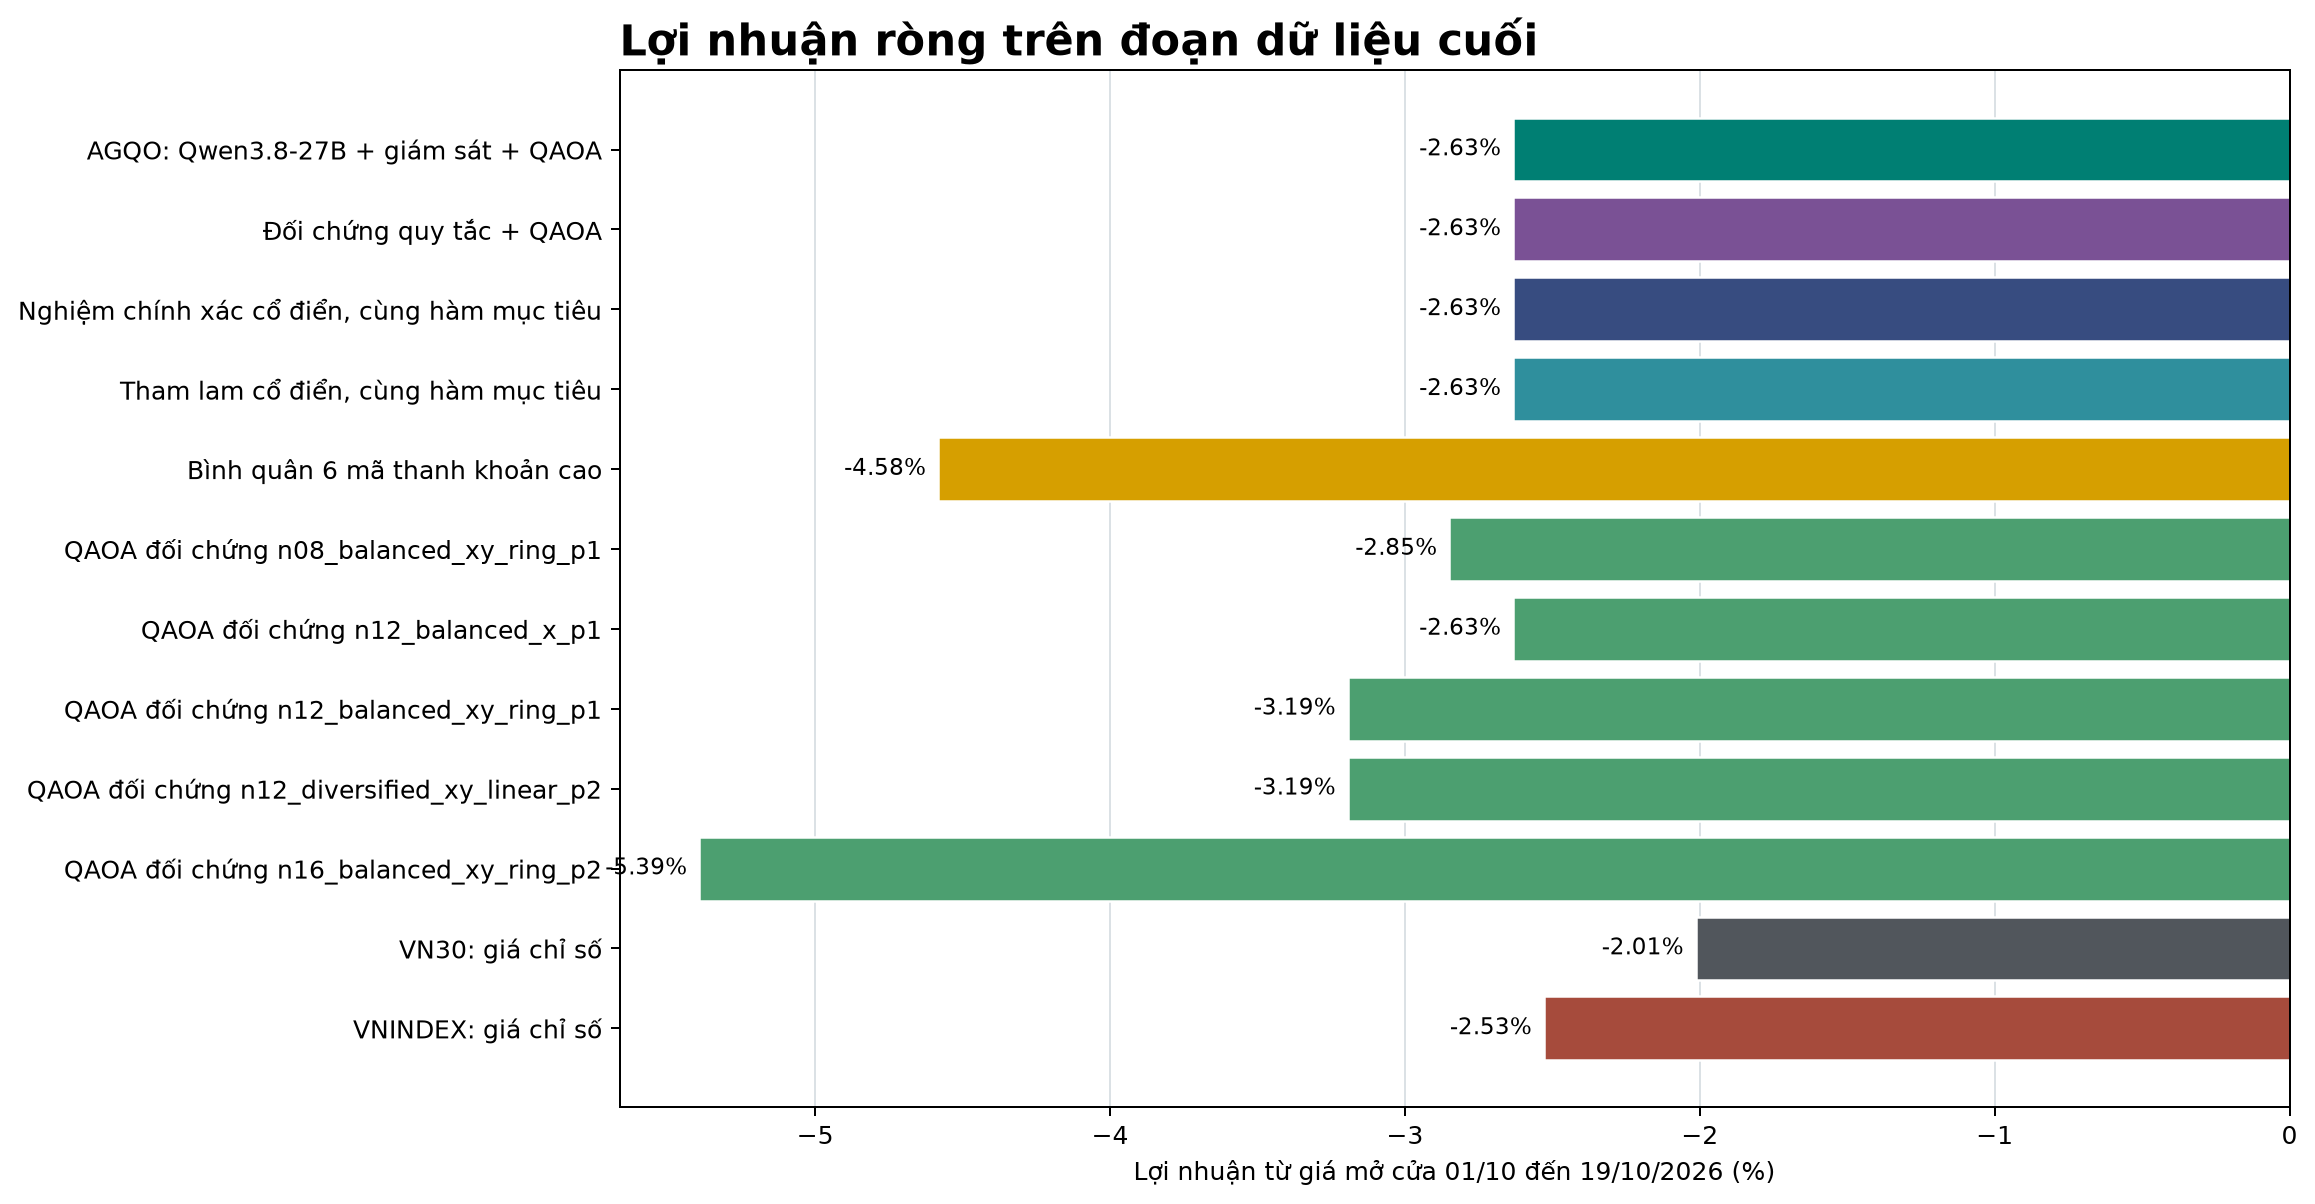 Lợi nhuận ròng trên đoạn dữ liệu cuối
AGQO: Qwen3.8-27B + giám sát + QAOA
-2.63%
Đối chứng quy tắc + QAOA
-2.63%
Nghiệm chính xác cổ điển, cùng hàm mục tiêu
-2.63%
Tham lam cổ điển, cùng hàm mục tiêu
-2.63%
Bình quân 6 mã thanh khoản cao
-4.58%
QAOA đối chứng n08_balanced_xy_ring_p1
-2.85%
QAOA đối chứng n12_balanced_x_p1
-2.63%
QAOA đối chứng n12_balanced_xy_ring_p1
-3.19%
QAOA đối chứng n12_diversified_xy_linear_p2
-3.19%
QAOA đối chứng n16_balanced_xy_ring_p2
-5.39%
VN30: giá chỉ số
-2.01%
VNINDEX: giá chỉ số
-2.53%
−5 −4 −3 −2 −1 0
Lợi nhuận từ giá mở cửa 01/10 đến 19/10/2026 (%)